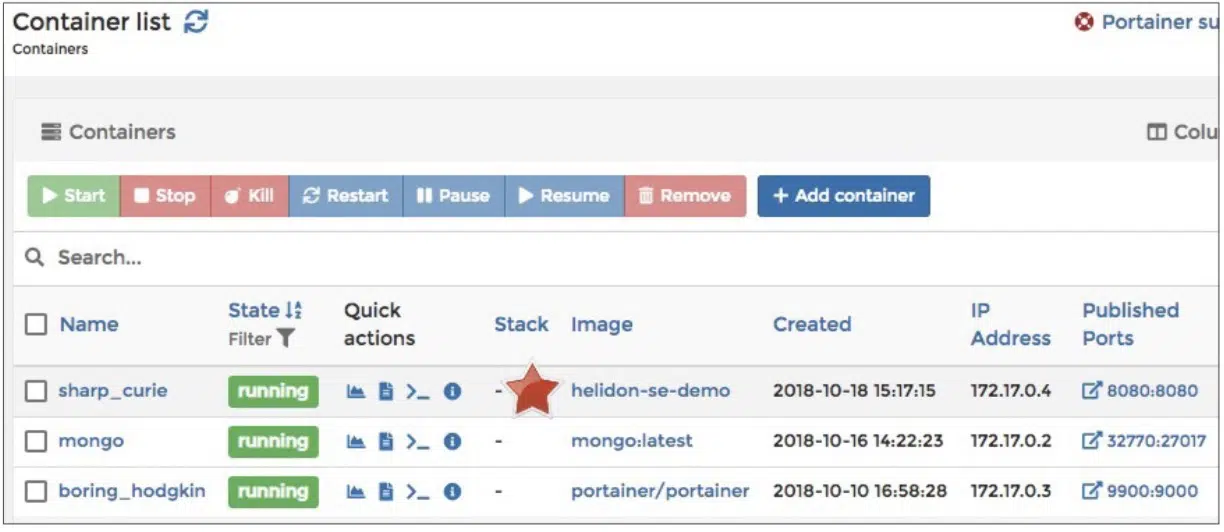 Container list
Portainer su
Containers
Containers
Colu
Start Stop Kill Restart Pause Resume Remove + Add container
Search...
Name State Filter Quick actions Stack Image Created IP Address Published Ports
sharp_curie running >_ - helidon-se-demo 2018-10-18 15:17:15 172.17.0.4 8080:8080
mongo running >_ - mongo:latest 2018-10-16 14:22:23 172.17.0.2 32770:27017
boring_hodgkin running >_ - portainer/portainer 2018-10-10 16:58:28 172.17.0.3 9900:9000